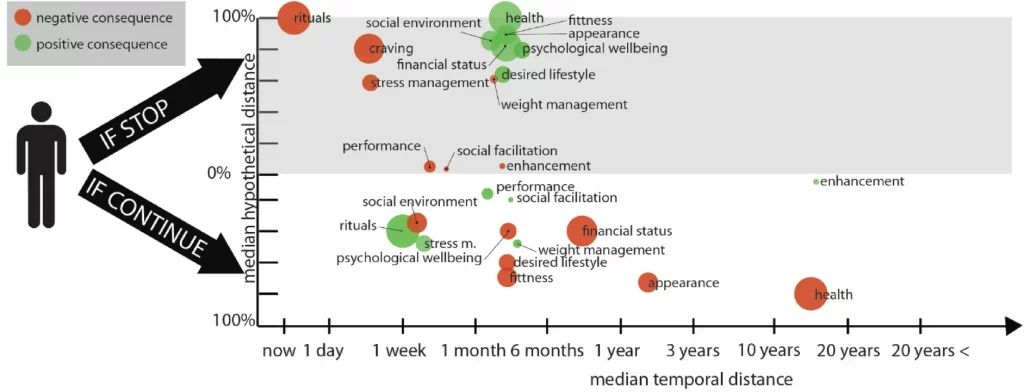 negative consequence
positive consequence
100%
rituals
health
social environment
fittness
appearance
craving
psychological wellbeing
financial status
stress management
desired lifestyle
weight management
IF STOP
median hypothetical distance
performance
social facilitation
enhancement
0%
enhancement
IF CONTINUE
performance
social environment
social facilitation
rituals
financial status
stress m.
weight management
psychological wellbeing
desired lifestyle
fittness
appearance
health
100%
now 1 day 1 week 1 month 6 months 1 year 3 years 10 years 20 years 20 years <
median temporal distance